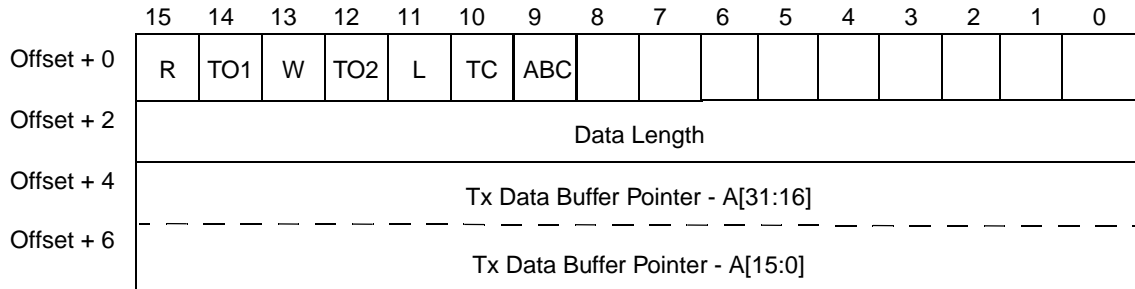 15 14 13 12 11 10 9 8 7 6 5 4 3 2 1 0
Offset + 0 R TO1 W TO2 L TC ABC
Offset + 2 Data Length
Offset + 4 Tx Data Buffer Pointer - A[31:16]
Offset + 6 Tx Data Buffer Pointer - A[15:0]